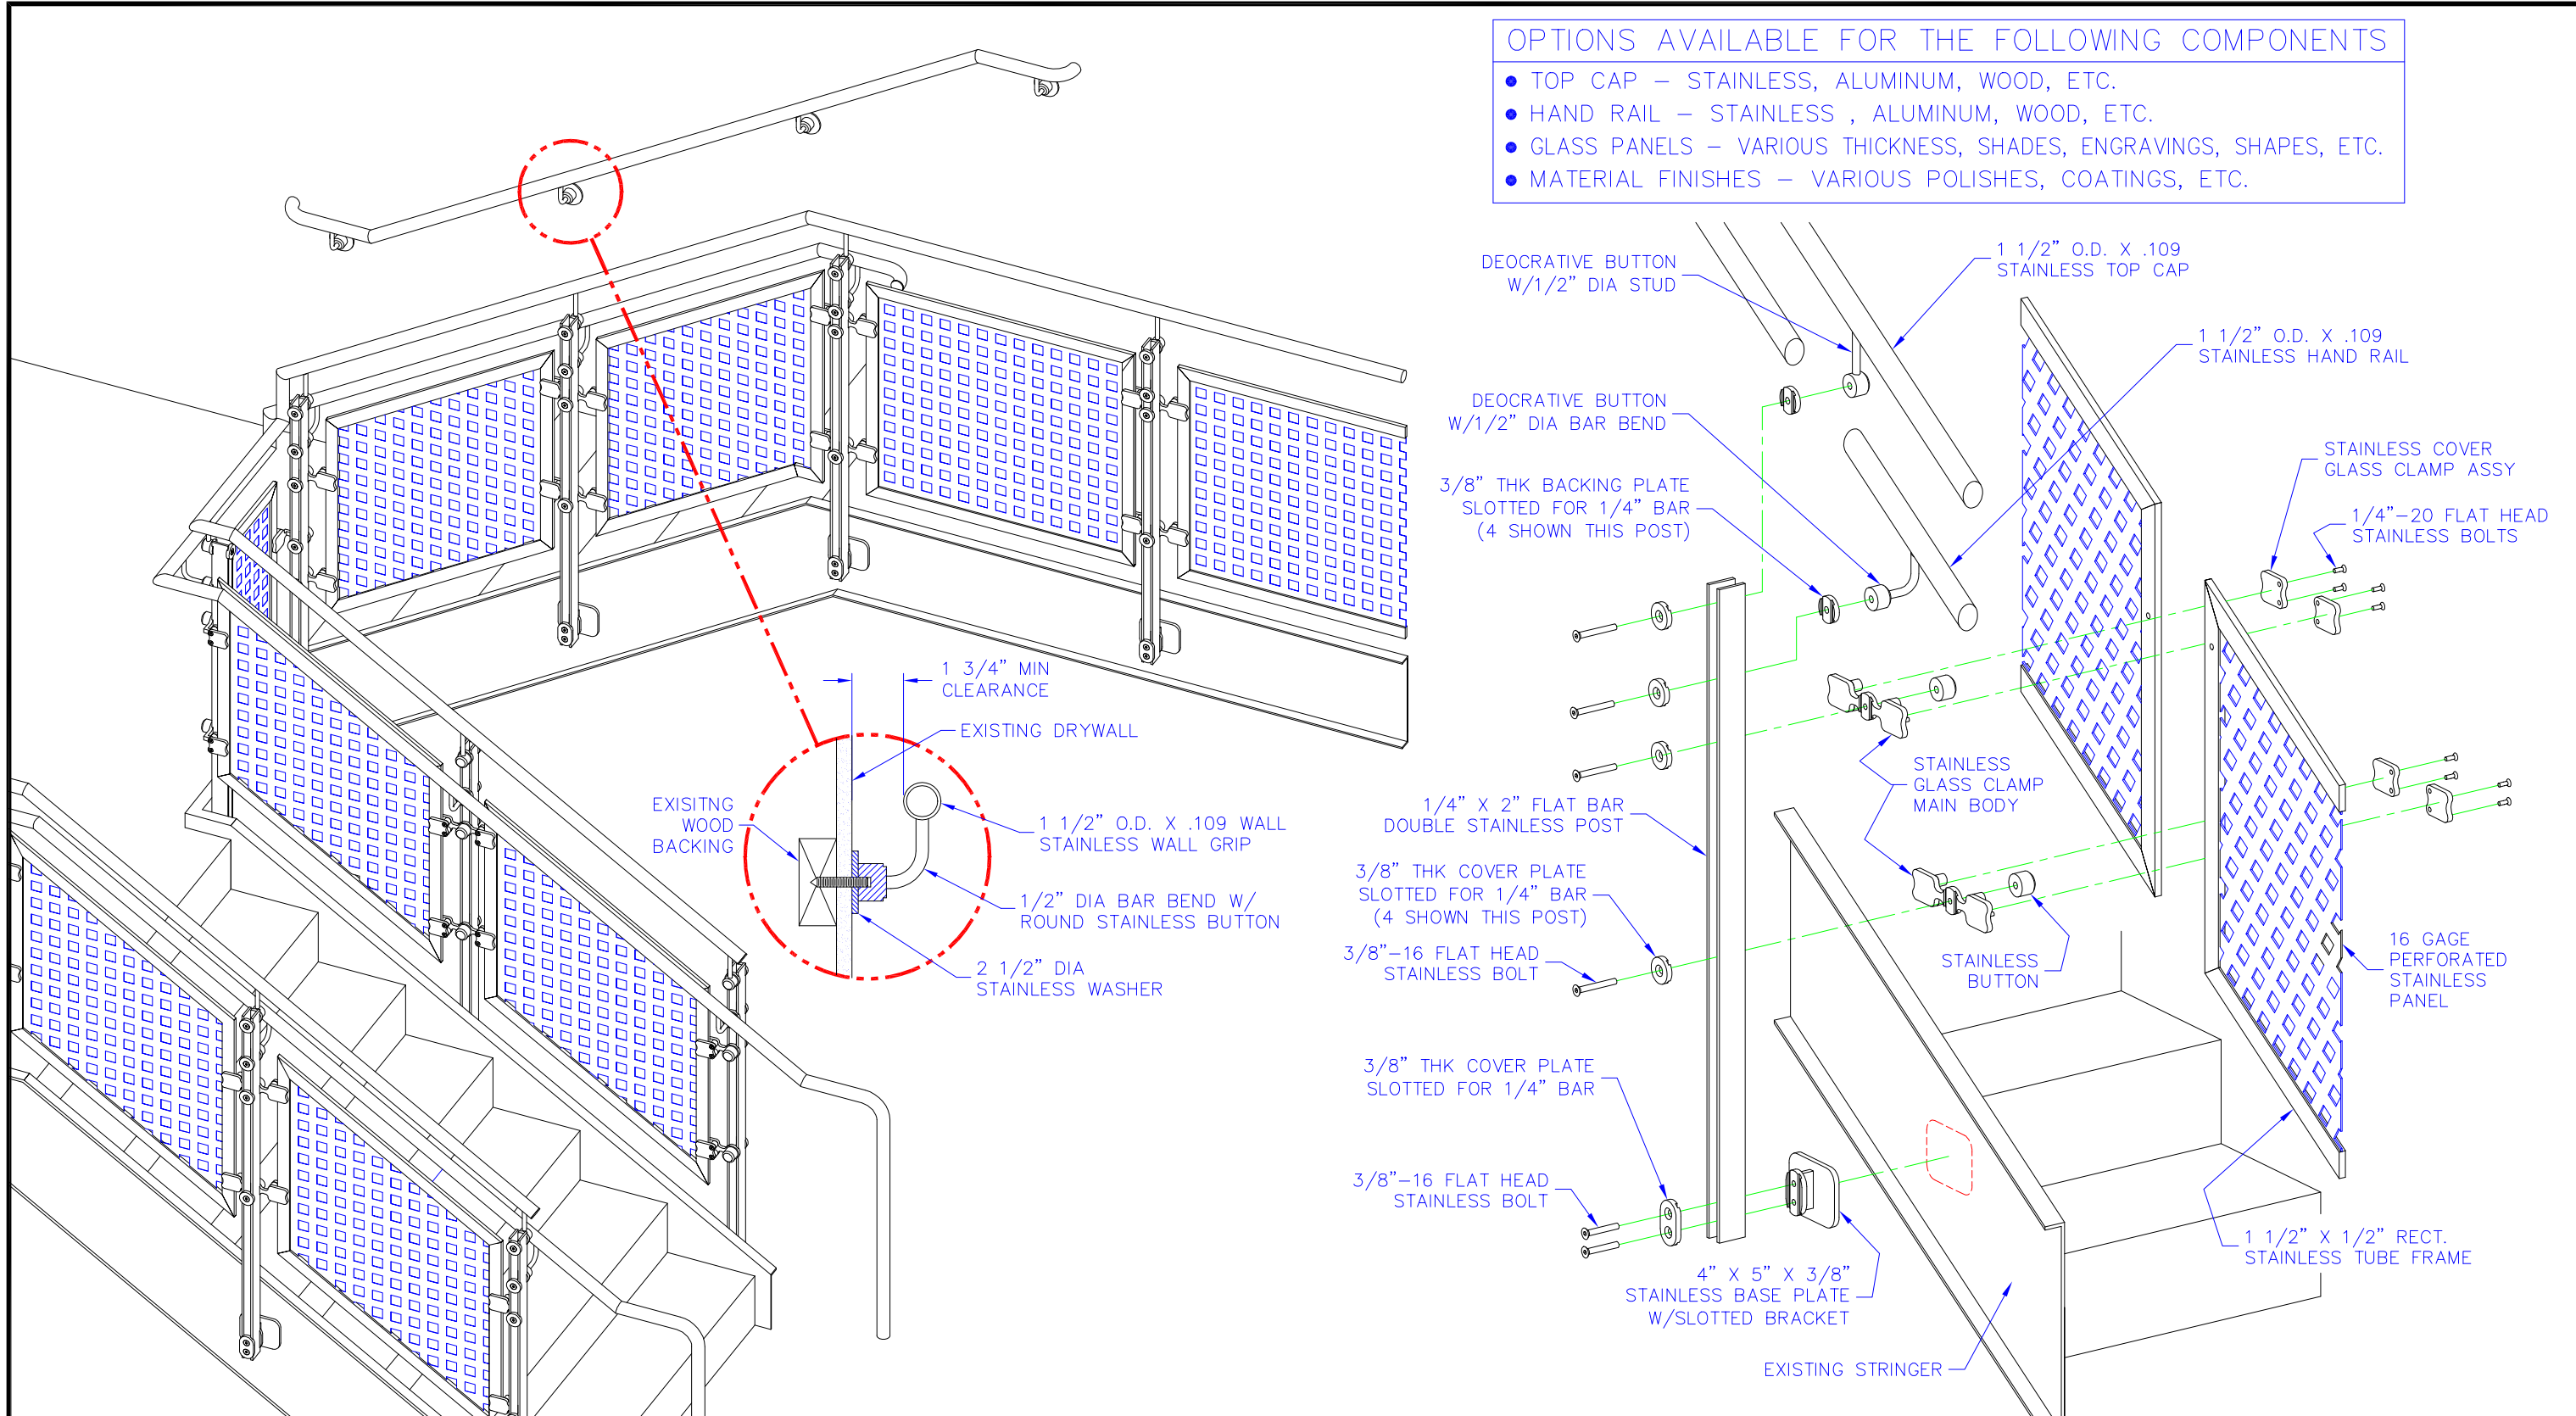 OPTIONS AVAILABLE FOR THE FOLLOWING COMPONENTS
• TOP CAP – STAINLESS, ALUMINUM, WOOD, ETC.
• HAND RAIL – STAINLESS , ALUMINUM, WOOD, ETC.
• GLASS PANELS – VARIOUS THICKNESS, SHADES, ENGRAVINGS, SHAPES, ETC.
• MATERIAL FINISHES – VARIOUS POLISHES, COATINGS, ETC.
DEOCRATIVE BUTTON
W/1/2" DIA STUD
1 1/2" O.D. X .109
STAINLESS TOP CAP
1 1/2" O.D. X .109
STAINLESS HAND RAIL
DEOCRATIVE BUTTON
W/1/2" DIA BAR BEND
STAINLESS COVER
GLASS CLAMP ASSY
3/8" THK BACKING PLATE
SLOTTED FOR 1/4" BAR
(4 SHOWN THIS POST)
1/4"–20 FLAT HEAD
STAINLESS BOLTS
1 3/4" MIN
CLEARANCE
EXISTING DRYWALL
EXISITNG
WOOD
BACKING
1 1/2" O.D. X .109 WALL
STAINLESS WALL GRIP
1/2" DIA BAR BEND W/
ROUND STAINLESS BUTTON
2 1/2" DIA
STAINLESS WASHER
STAINLESS
GLASS CLAMP
MAIN BODY
1/4" X 2" FLAT BAR
DOUBLE STAINLESS POST
3/8" THK COVER PLATE
SLOTTED FOR 1/4" BAR
(4 SHOWN THIS POST)
3/8"–16 FLAT HEAD
STAINLESS BOLT
STAINLESS
BUTTON
16 GAGE
PERFORATED
STAINLESS
PANEL
3/8" THK COVER PLATE
SLOTTED FOR 1/4" BAR
3/8"–16 FLAT HEAD
STAINLESS BOLT
1 1/2" X 1/2" RECT.
STAINLESS TUBE FRAME
4" X 5" X 3/8"
STAINLESS BASE PLATE
W/SLOTTED BRACKET
EXISTING STRINGER